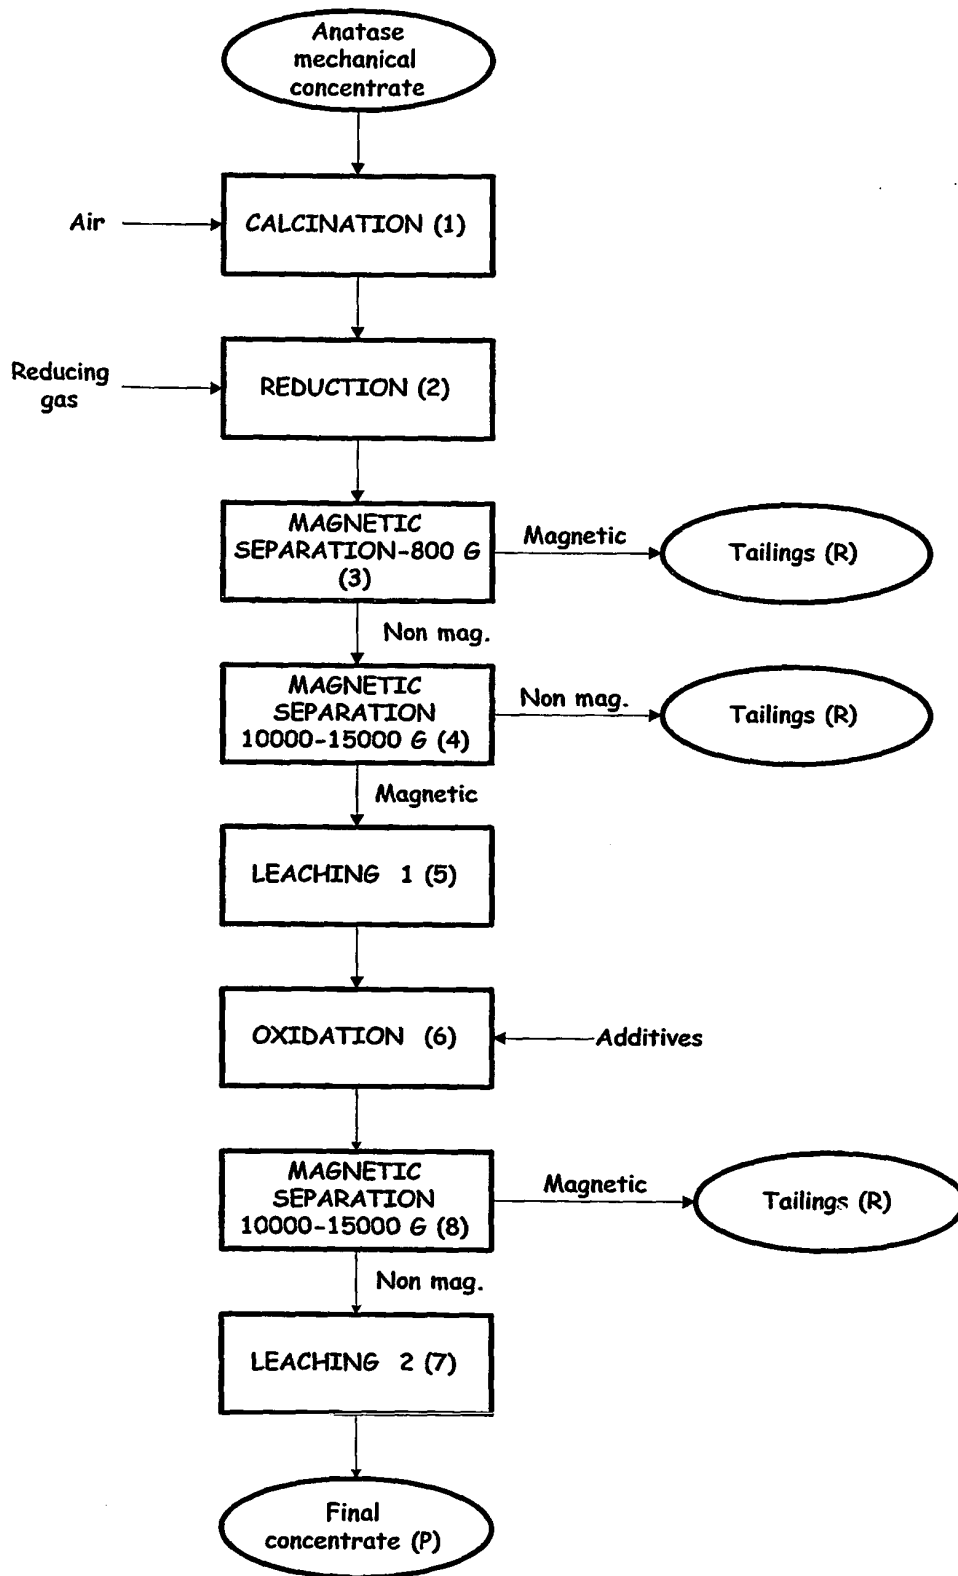 Anatase
mechanical
concentrate
Air
CALCINATION (1)
Reducing
gas
REDUCTION (2)
MAGNETIC
SEPARATION-800 G
(3)
Magnetic
Tailings (R)
Non mag.
MAGNETIC
SEPARATION
10000-15000 G (4)
Non mag.
Tailings (R)
Magnetic
LEACHING 1 (5)
OXIDATION (6)
Additives
MAGNETIC
SEPARATION
10000-15000 G (8)
Magnetic
Tailings (R)
Non mag.
LEACHING 2 (7)
Final
concentrate (P)